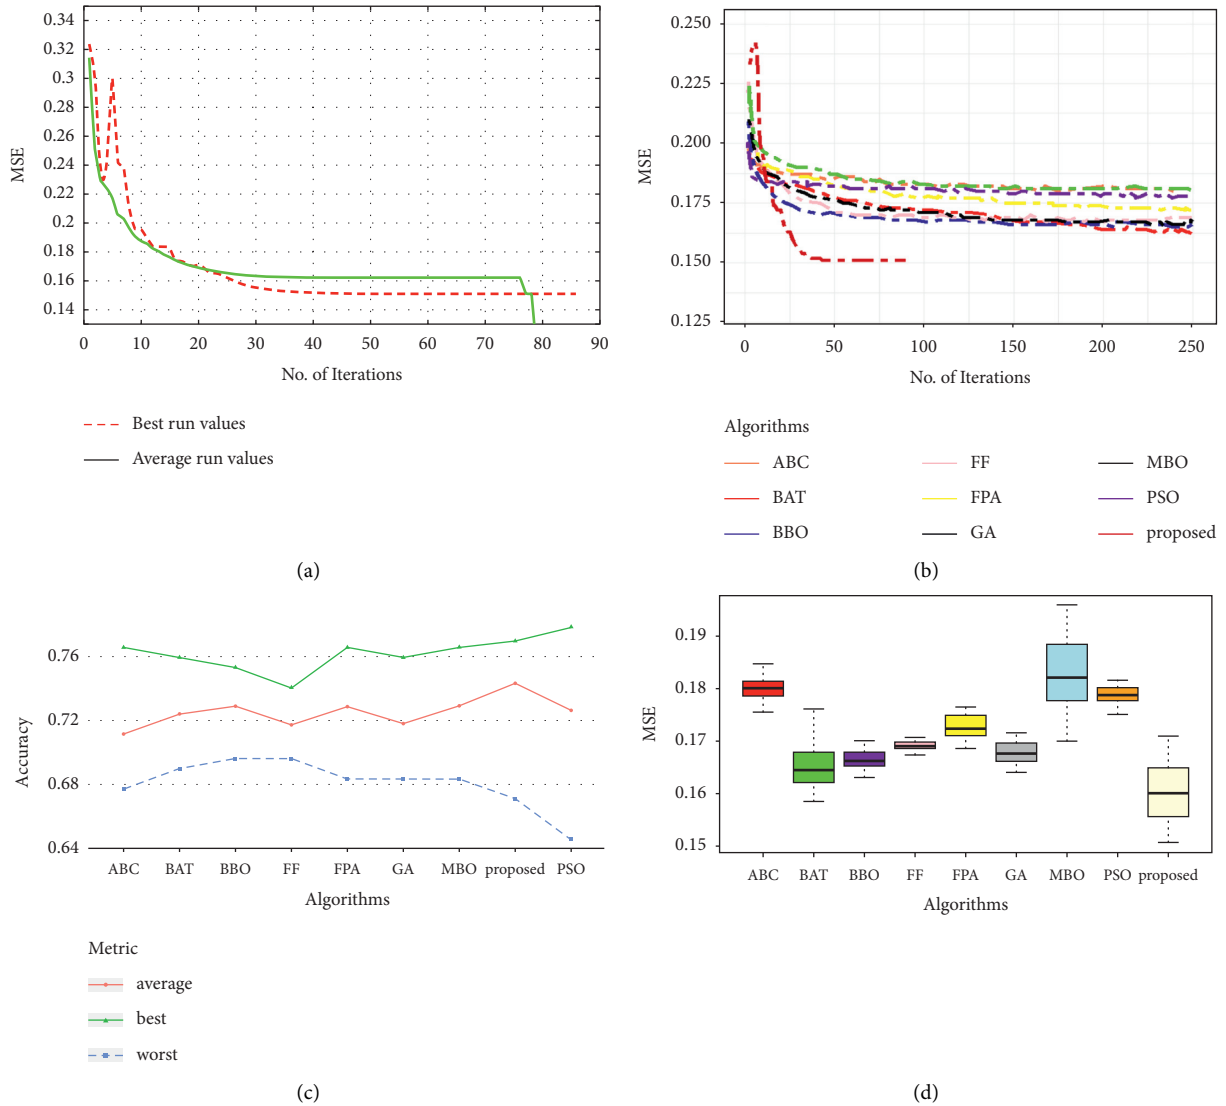 0.34
0.32
0.3
0.28
0.26
0.24
0.22
0.2
0.18
0.16
0.14
MSE
0 10 20 30 40 50 60 70 80 90
No. of Iterations
Best run values
Average run values
(a)
0.250
0.225
0.200
0.175
0.150
0.125
MSE
0 50 100 150 200 250
No. of Iterations
Algorithms
ABC FF MBO
BAT FPA PSO
BBO GA proposed
(b)
0.76
0.72
0.68
0.64
Accuracy
ABC BAT BBO FF FPA GA MBO proposed PSO
Algorithms
Metric
average
best
worst
(c)
0.19
0.18
0.17
0.16
0.15
MSE
ABC BAT BBO FF FPA GA MBO PSO proposed
Algorithms
(d)